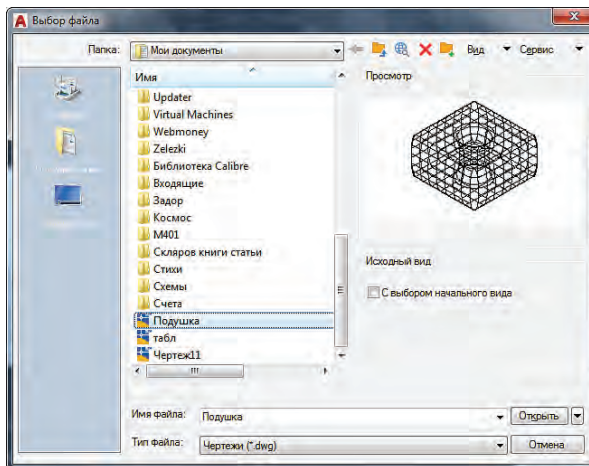 Выбор файла
Папка: Мои документы Вид Сервис
Имя
Updater
Virtual Machines
Webmoney
Zelezki
Библиотека Calibre
Входящие
Задор
Космос
М401
Скляров книги статьи
Стихи
Схемы
Счета
Подушка
табл
Чертеж11
Просмотр
Исходный вид
С выбором начального вида
Имя файла: Подушка Открыть
Тип файла: Чертежи (*.dwg) Отмена